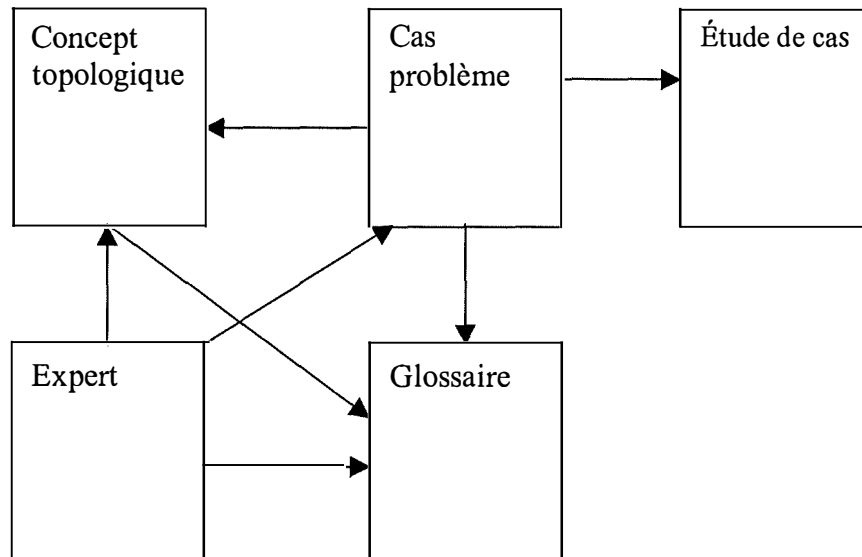 Concept
topologique
Cas
problème
Étude de cas
Expert
Glossaire